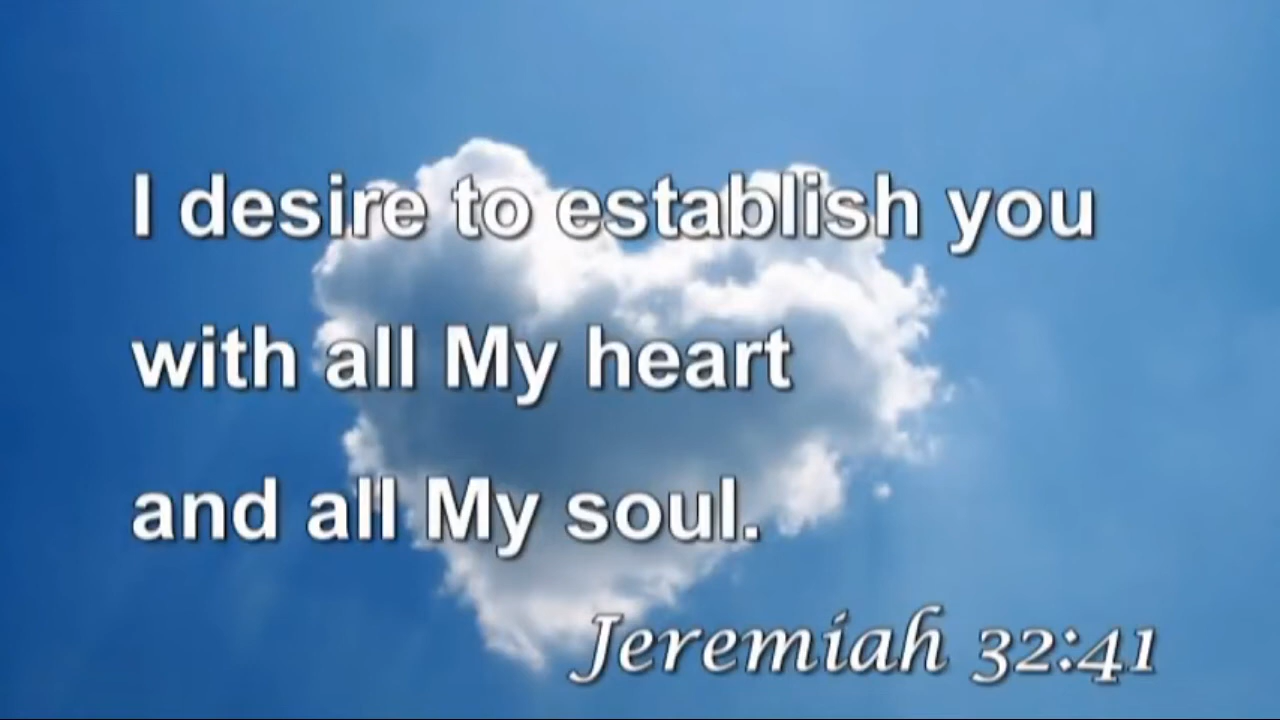 I desire to establish you
with all My heart
and all My soul.
Jeremiah 32:41